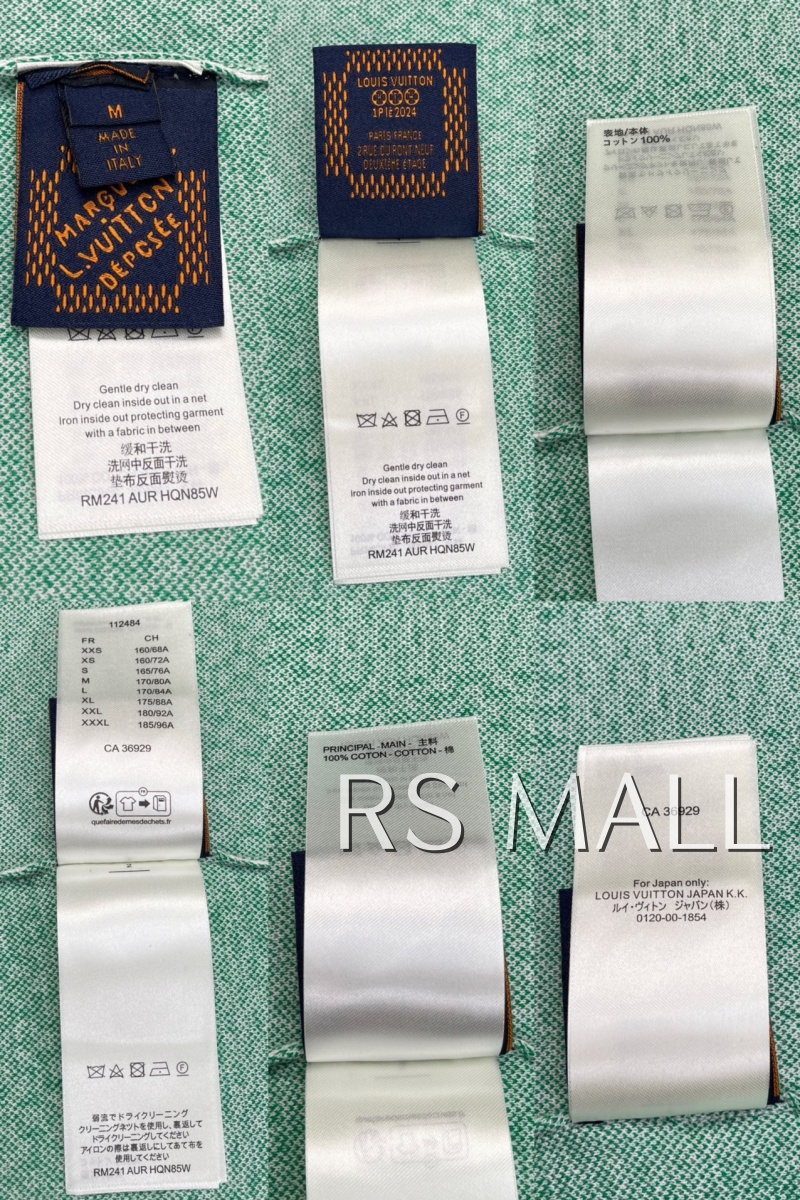 M
MADE
IN
ITALY
MARQUE
L.VUITTON
DÉPOSÉE
Gentle dry clean
Dry clean inside out in a net
Iron inside out protecting garment
with a fabric in between
缓和干洗
洗网中反面干洗
垫布反面熨烫
RM241 AUR HQN85W
LOUIS VUITTON
PARIS FRANCE
2 RUE DU PONT NEUF
DEUXIÈME ÉTAGE
Gentle dry clean
Dry clean inside out in a net
Iron inside out protecting garment
with a fabric in between
缓和干洗
洗网中反面干洗
垫布反面熨烫
RM241 AUR HQN85W
表地/本体
コットン 100%
112484
FR CH
XXS 160/68A
XS 160/72A
S 165/76A
M 170/80A
L 170/84A
XL 175/88A
XXL 180/92A
XXXL 185/96A
CA 36929
quefairedemesdechets.fr
2
弱流でドライクリーニング
クリーニングネットを使用し、裏返して
ドライクリーニングしてください
アイロンの際は裏返しにしてあて布を
使用してください
RM241 AUR HQN85W
PRINCIPAL - MAIN - 主料
100% COTON - COTTON - 棉
RS MALL
CA 36929
For Japan only:
LOUIS VUITTON JAPAN K.K.
ルイ・ヴィトン ジャパン(株)
0120-00-1854